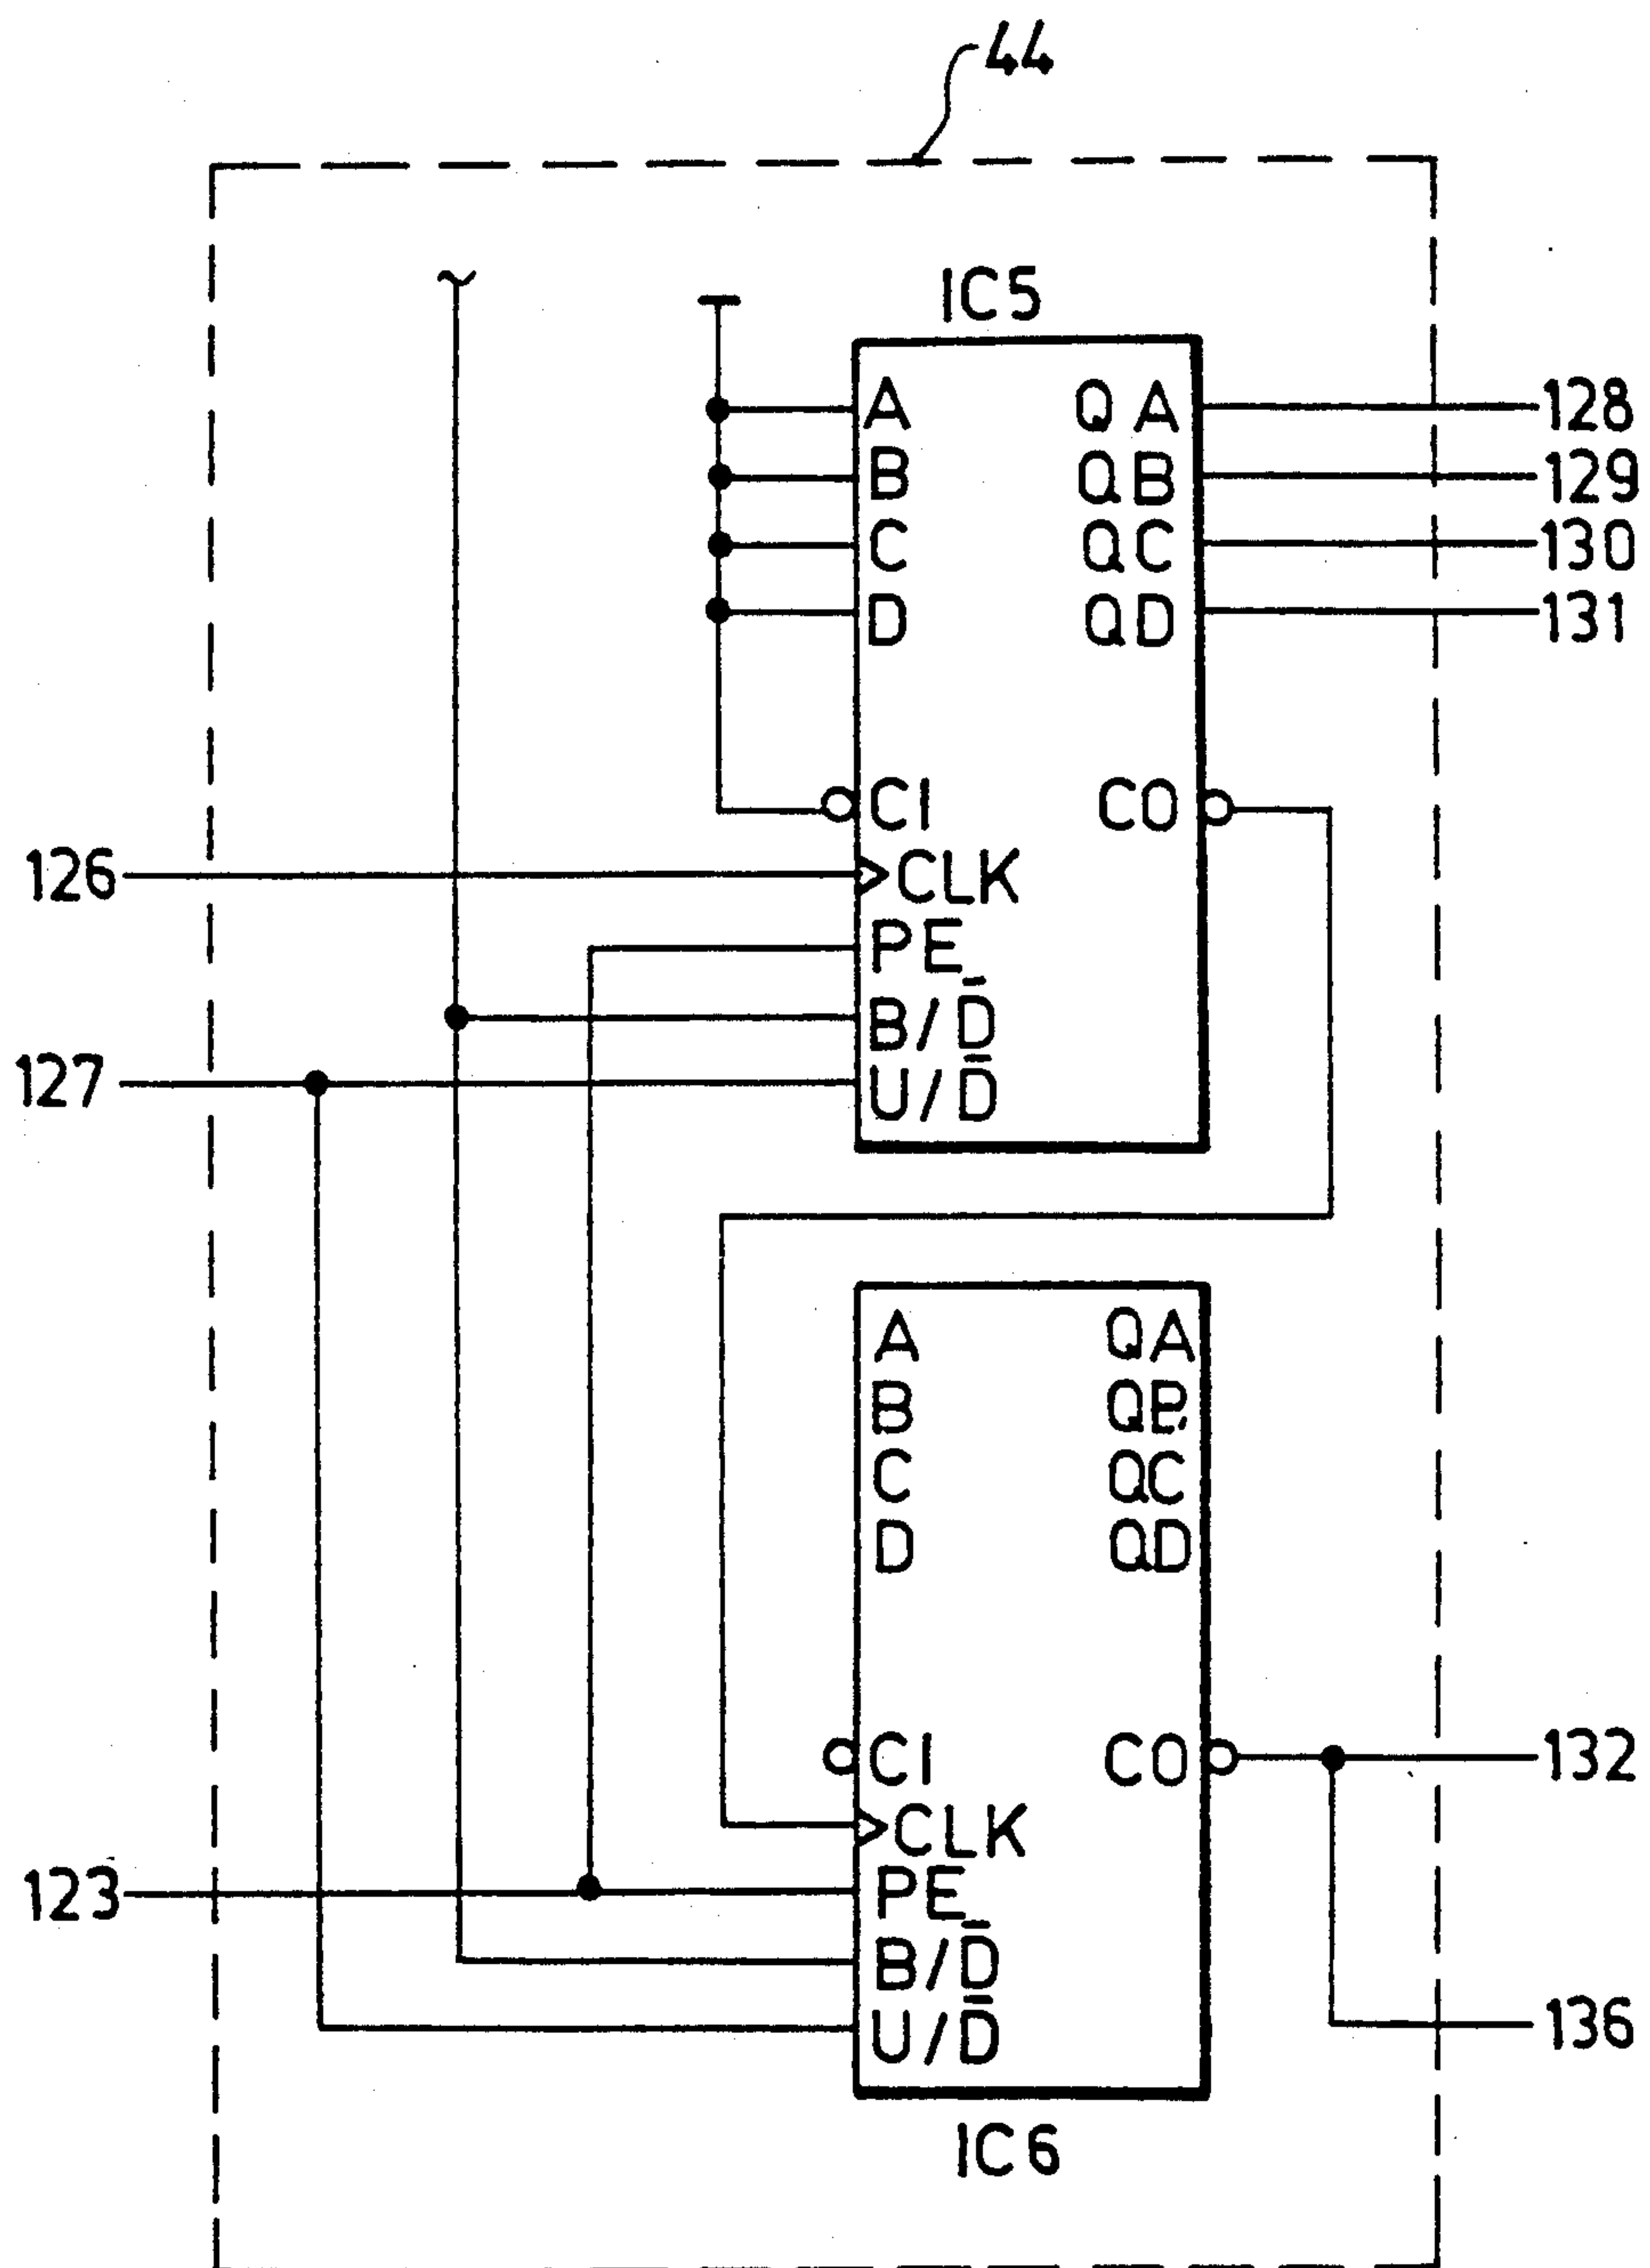 44
IC5
A QA 128
B QB 129
C QC 130
D QD 131
CI CO
126 CLK
PE
B/D̄
127 U/D̄
A QA
B QB
C QC
D QD
CI CO 132
CLK
123 PE
B/D̄
U/D̄ 136
IC6